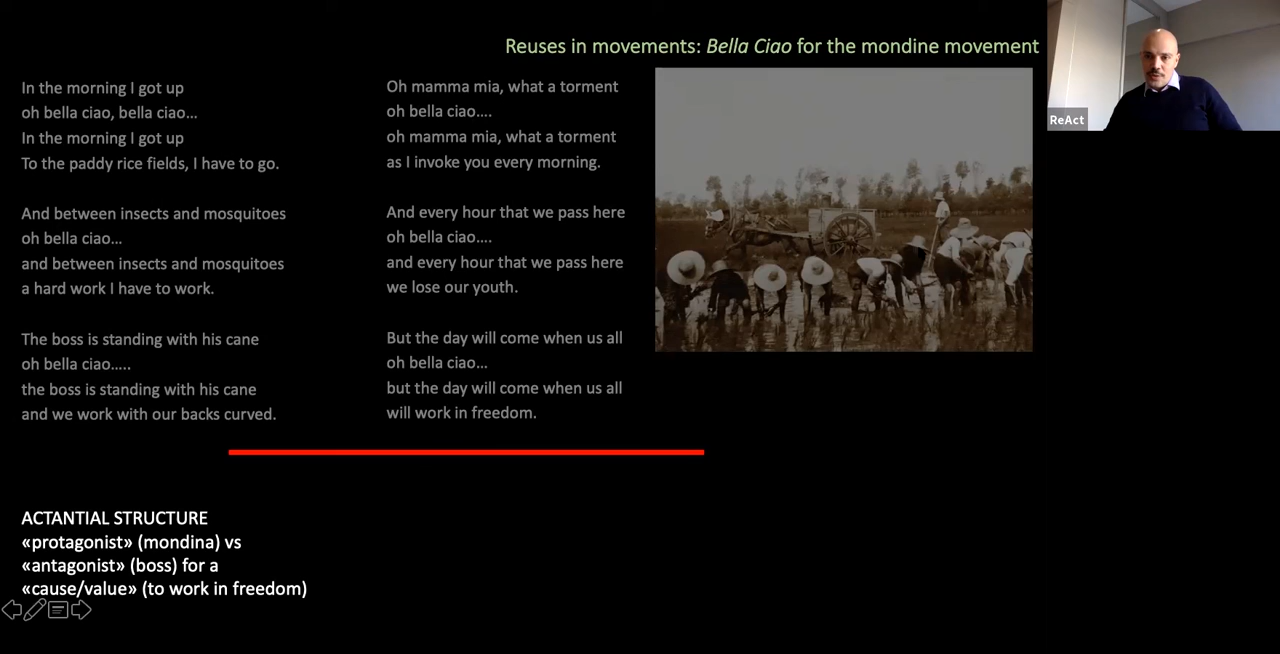 Reuses in movements: Bella Ciao for the mondine movement
ReAct
In the morning I got up
oh bella ciao, bella ciao…
In the morning I got up
To the paddy rice fields, I have to go.
And between insects and mosquitoes
oh bella ciao…
and between insects and mosquitoes
a hard work I have to work.
The boss is standing with his cane
oh bella ciao…..
the boss is standing with his cane
and we work with our backs curved.
Oh mamma mia, what a torment
oh bella ciao….
oh mamma mia, what a torment
as I invoke you every morning.
And every hour that we pass here
oh bella ciao….
and every hour that we pass here
we lose our youth.
But the day will come when us all
oh bella ciao…
but the day will come when us all
will work in freedom.
ACTANTIAL STRUCTURE
«protagonist» (mondina) vs
«antagonist» (boss) for a
«cause/value» (to work in freedom)